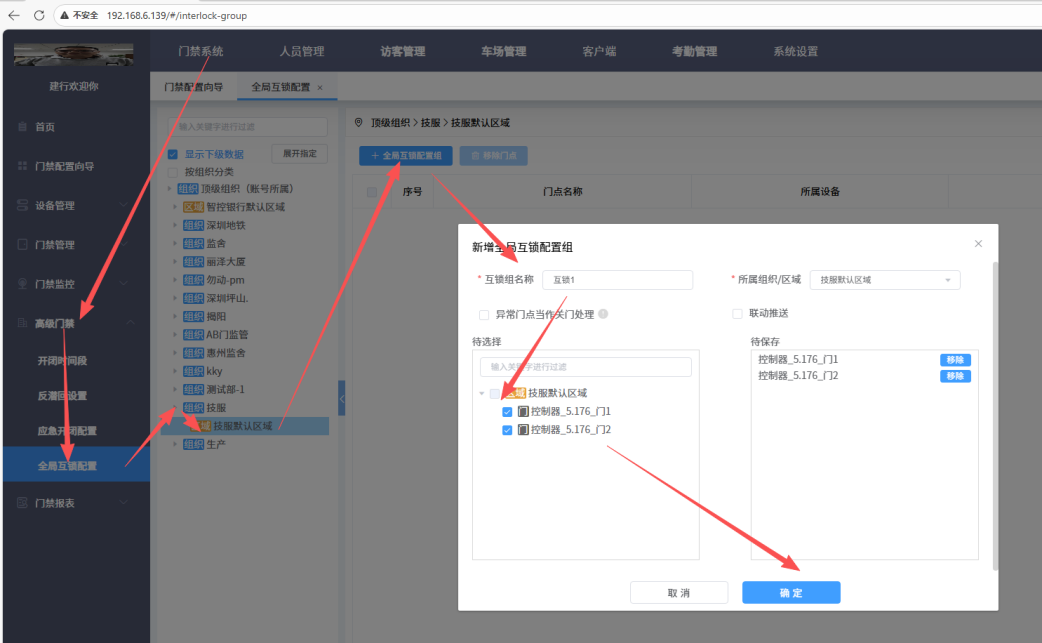 不安全 192.168.6.139/#/interlock-group
门禁系统 人员管理 访客管理 车场管理 客户端 考勤管理 系统设置
建行欢迎你
门禁配置向导 全局互锁配置 ×
首页
门禁配置向导
设备管理
门禁管理
门禁监控
高级门禁
开闭时间段
反潜回设置
应急开闭配置
全局互锁配置
门禁报表
输入关键字进行过滤
显示下级数据 展开指定
按组织分类
组织 顶级组织（账号所属）
区域 智控银行默认区域
组织 深圳地铁
组织 监舍
组织 丽泽大厦
组织 勿动-pm
组织 深圳坪山.
组织 揭阳
组织 AB门监管
组织 惠州监舍
组织 kky
组织 测试部-1
组织 技服
区域 技服默认区域
组织 生产
顶级组织 > 技服 > 技服默认区域
+ 全局互锁配置组 移除门点
序号 门点名称 所属设备
新增全局互锁配置组 ×
* 互锁组名称 互锁1 * 所属组织/区域 技服默认区域
异常门点当作关门处理 联动推送
待选择 待保存
输入关键字进行过滤
区域 技服默认区域
控制器_5.176_门1
控制器_5.176_门2
控制器_5.176_门1 移除
控制器_5.176_门2 移除
取 消 确 定